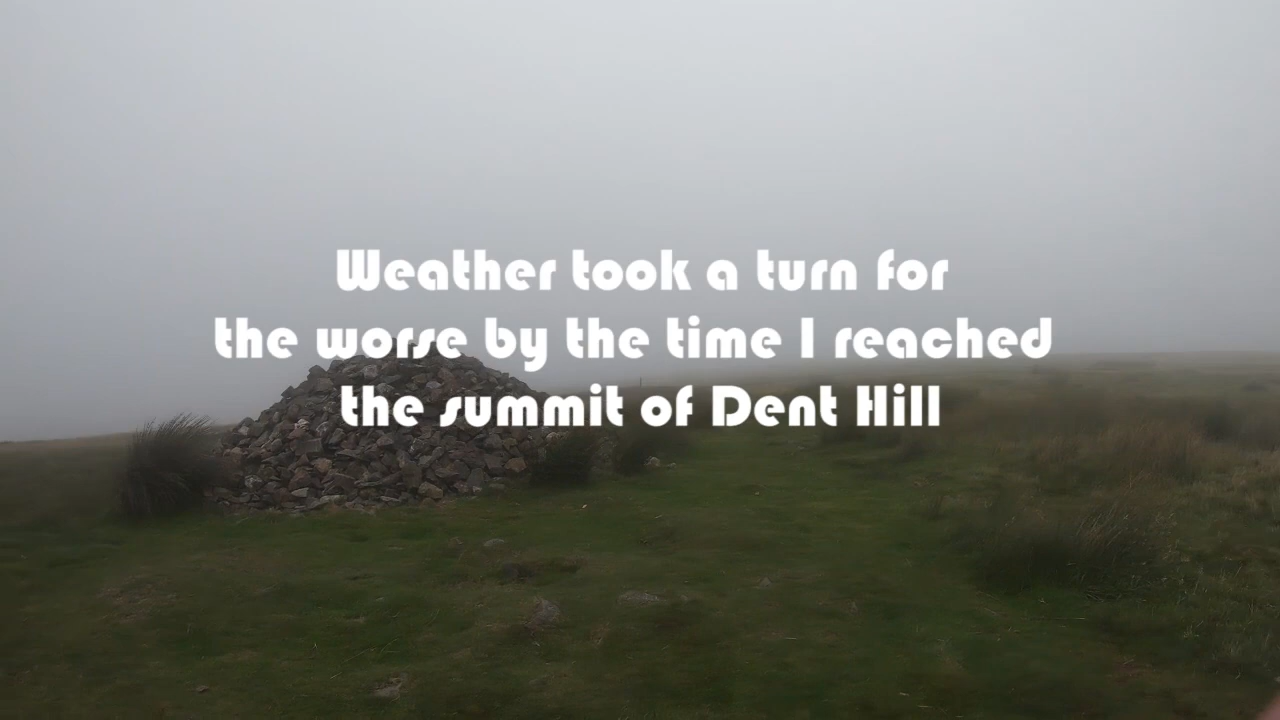 Weather took a turn for
the worse by the time I reached
the summit of Dent Hill